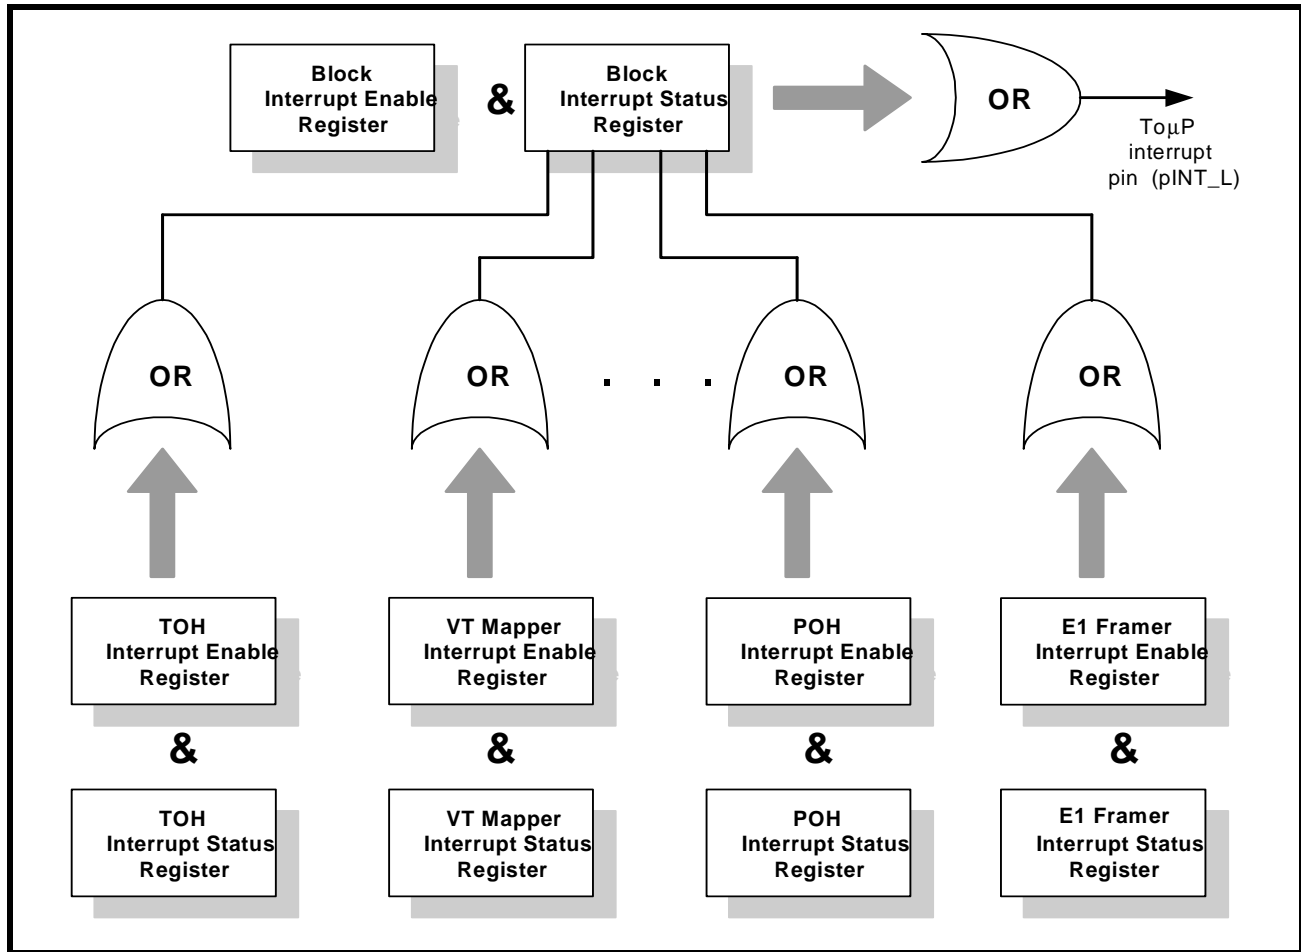 Block
Interrupt Enable
Register
&
Block
Interrupt Status
Register
OR
ToμP
interrupt
pin (pINT_L)
OR
OR
. . .
OR
OR
TOH
Interrupt Enable
Register
VT Mapper
Interrupt Enable
Register
POH
Interrupt Enable
Register
E1 Framer
Interrupt Enable
Register
&
&
&
&
TOH
Interrupt Status
Register
VT Mapper
Interrupt Status
Register
POH
Interrupt Status
Register
E1 Framer
Interrupt Status
Register